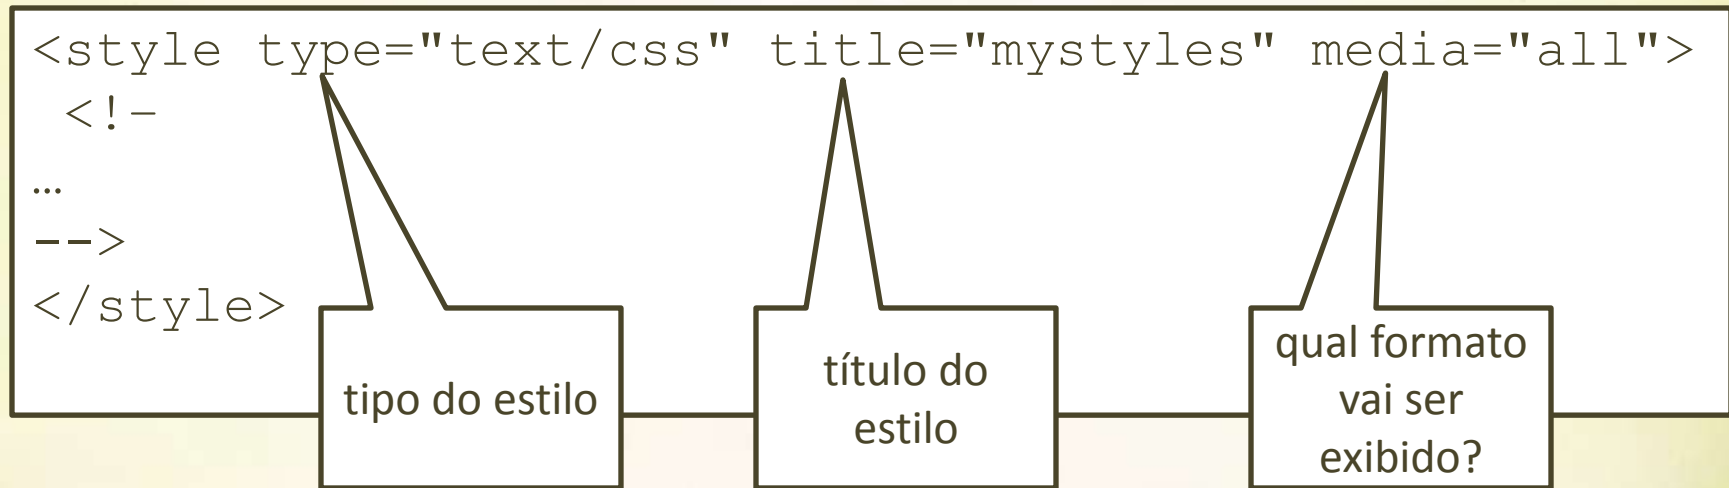 <style type="text/css" title="mystyles" media="all">
<!-
…
-->
</style>
tipo do estilo
título do
estilo
qual formato
vai ser
exibido?